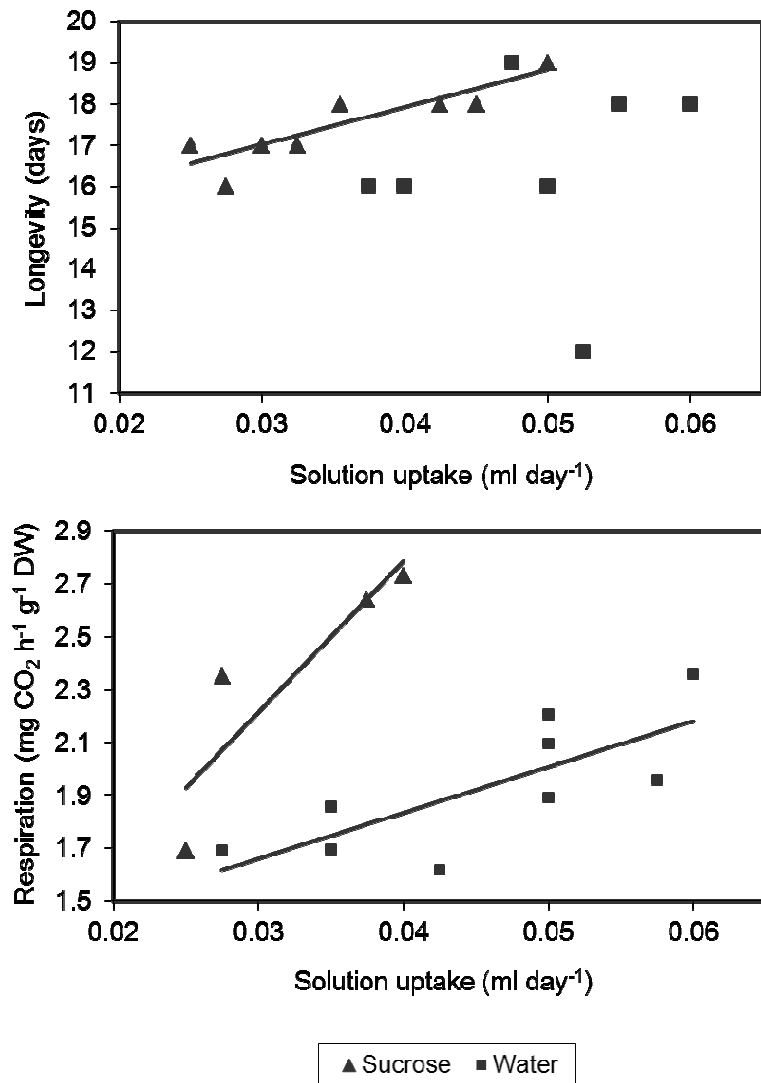 20
19
18
17
16
15
14
13
12
11
Longevity (days)
0.02 0.03 0.04 0.05 0.06
Solution uptake (ml day⁻¹)
2.9
2.7
2.5
2.3
2.1
1.9
1.7
1.5
Respiration (mg CO₂ h⁻¹ g⁻¹ DW)
0.02 0.03 0.04 0.05 0.06
Solution uptake (ml day⁻¹)
Sucrose Water